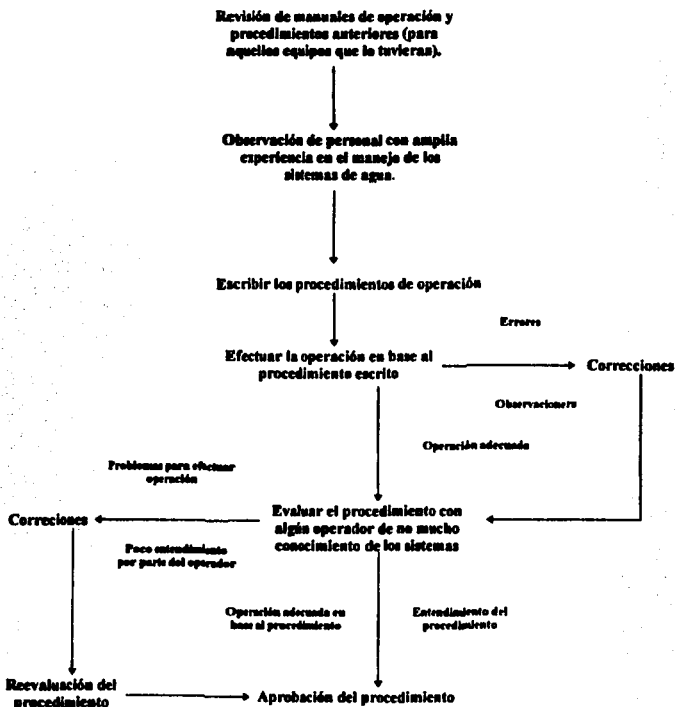 Revisión de manuales de operación y
procedimientos anteriores (para
aquellos equipos que lo tuvieras).
Observación de personal con amplia
experiencia en el manejo de los
sistemas de agua.
Escribir los procedimientos de operación
Errores
Efectuar la operación en base al
procedimiento escrito
Correcciones
Observacioners
Operación adecuada
Problemas para efectuar
operación
Evaluar el procedimiento con
algún operador de no mucho
conocimiento de los sistemas
Correciones
Poco entendimiento
por parte del operador
Operación adecuada en
base al procedimiento
Entendimiento del
procedimiento
Reevaluación del
procedimiento
Aprobación del procedimiento